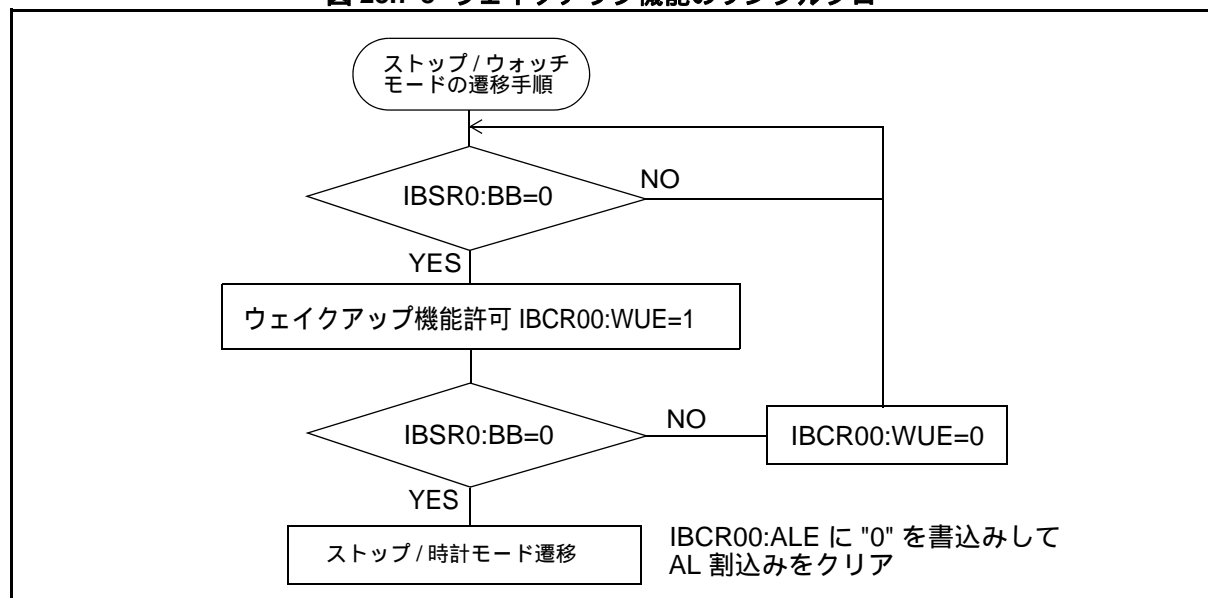 ストップ / ウォッチ
モードの遷移手順
IBSR0:BB=0
NO
YES
ウェイクアップ機能許可 IBCR00:WUE=1
IBSR0:BB=0
NO
IBCR00:WUE=0
YES
ストップ / 時計モード遷移
IBCR00:ALE に "0" を書込みして
AL 割込みをクリア